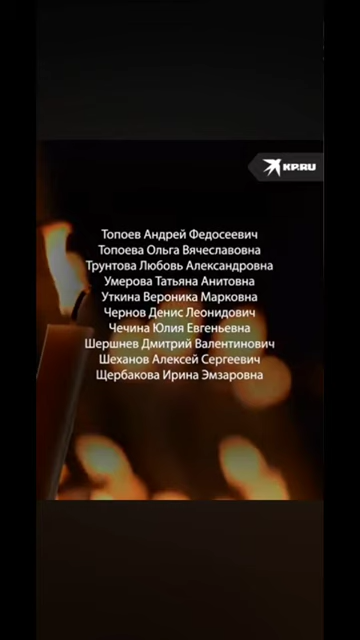 KP.RU
Топоев Андрей Федосеевич
Топоева Ольга Вячеславовна
Трунтова Любовь Александровна
Умерова Татьяна Анитовна
Уткина Вероника Марковна
Чернов Денис Леонидович
Чечина Юлия Евгеньевна
Шершнев Дмитрий Валентинович
Шеханов Алексей Сергеевич
Щербакова Ирина Эмзаровна